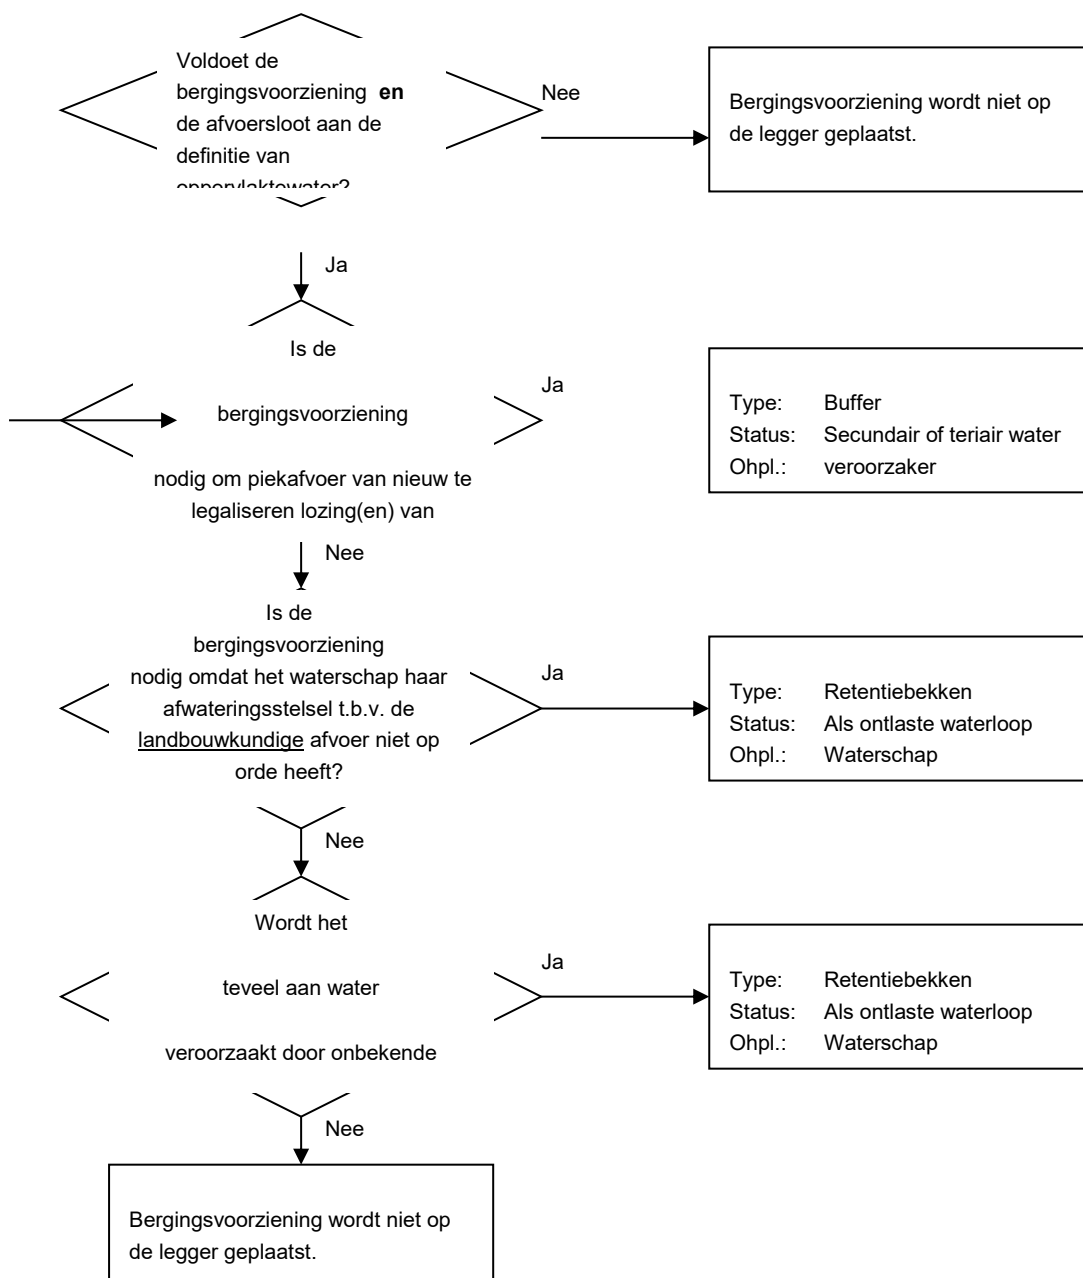 Voldoet de
bergingsvoorziening en
de afvoersloot aan de
definitie van
oppervlaktewater?
Nee
Bergingsvoorziening wordt niet op
de legger geplaatst.
Ja
Is de
bergingsvoorziening
nodig om piekafvoer van nieuw te
legaliseren lozing(en) van
Ja
Type: Buffer
Status: Secundair of teriair water
Ohpl.: veroorzaker
Nee
Is de
bergingsvoorziening
nodig omdat het waterschap haar
afwateringsstelsel t.b.v. de
landbouwkundige afvoer niet op
orde heeft?
Ja
Type: Retentiebekken
Status: Als ontlaste waterloop
Ohpl.: Waterschap
Nee
Wordt het
teveel aan water
veroorzaakt door onbekende
Ja
Type: Retentiebekken
Status: Als ontlaste waterloop
Ohpl.: Waterschap
Nee
Bergingsvoorziening wordt niet op
de legger geplaatst.